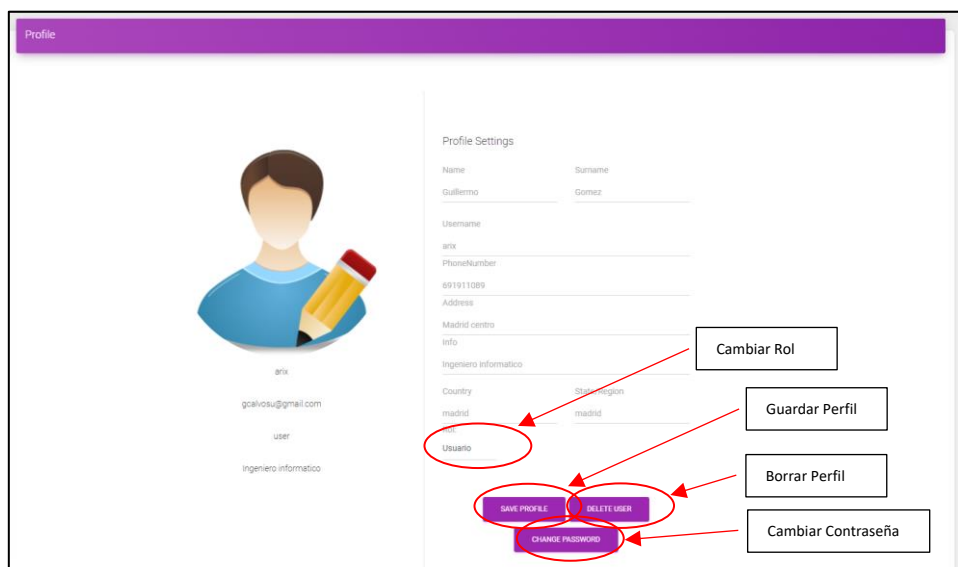 Profile
Profile Settings
Name Surname
Guillermo Gomez
Username
arix
PhoneNumber
691911089
Address
Madrid centro
Info
Ingeniero Informatico
Country State/Region
madrid madrid
Usuario
SAVE PROFILE DELETE USER
CHANGE PASSWORD
arix
gcalvosu@gmail.com
user
ingeniero informatico
Cambiar Rol
Guardar Perfil
Borrar Perfil
Cambiar Contraseña